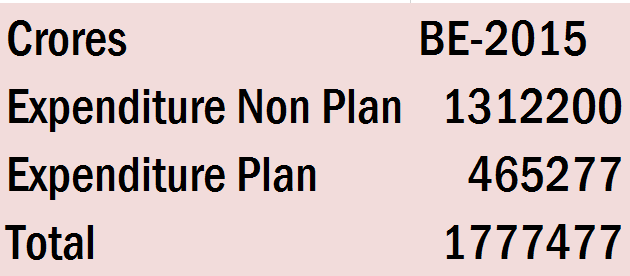 Crores BE-2015
Expenditure Non Plan 1312200
Expenditure Plan 465277
Total 1777477